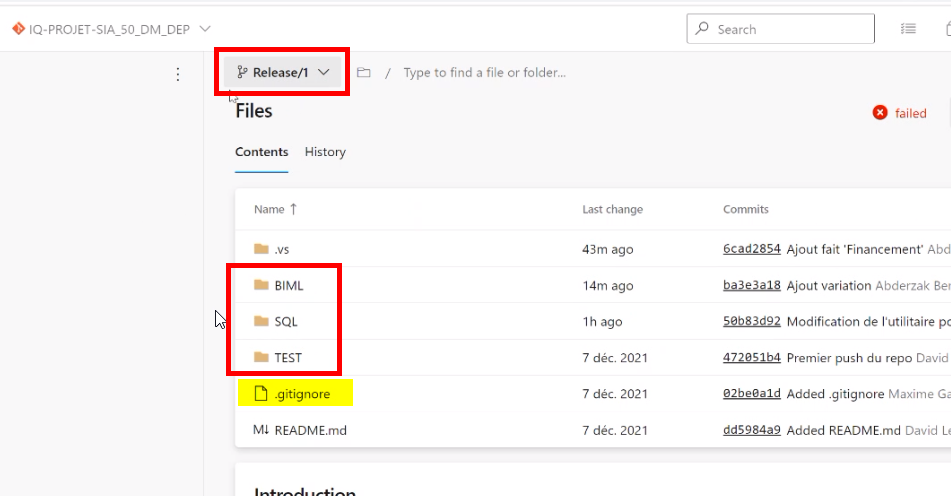 IQ-PROJET-SIA_50_DM_DEP
Search
Release/1
/ Type to find a file or folder...
Files
failed
Contents History
Name ↑ Last change Commits
.vs 43m ago 6cad2854 Ajout fait 'Financement' Abd
BIML 14m ago ba3e3a18 Ajout variation Abderzak Ber
SQL 1h ago 50b83d92 Modification de l'utilitaire po
TEST 7 déc. 2021 472051b4 Premier push du repo David
.gitignore 7 déc. 2021 02be0a1d Added .gitignore Maxime Ga
M↓ README.md 7 déc. 2021 dd5984a9 Added README.md David Le
Introduction